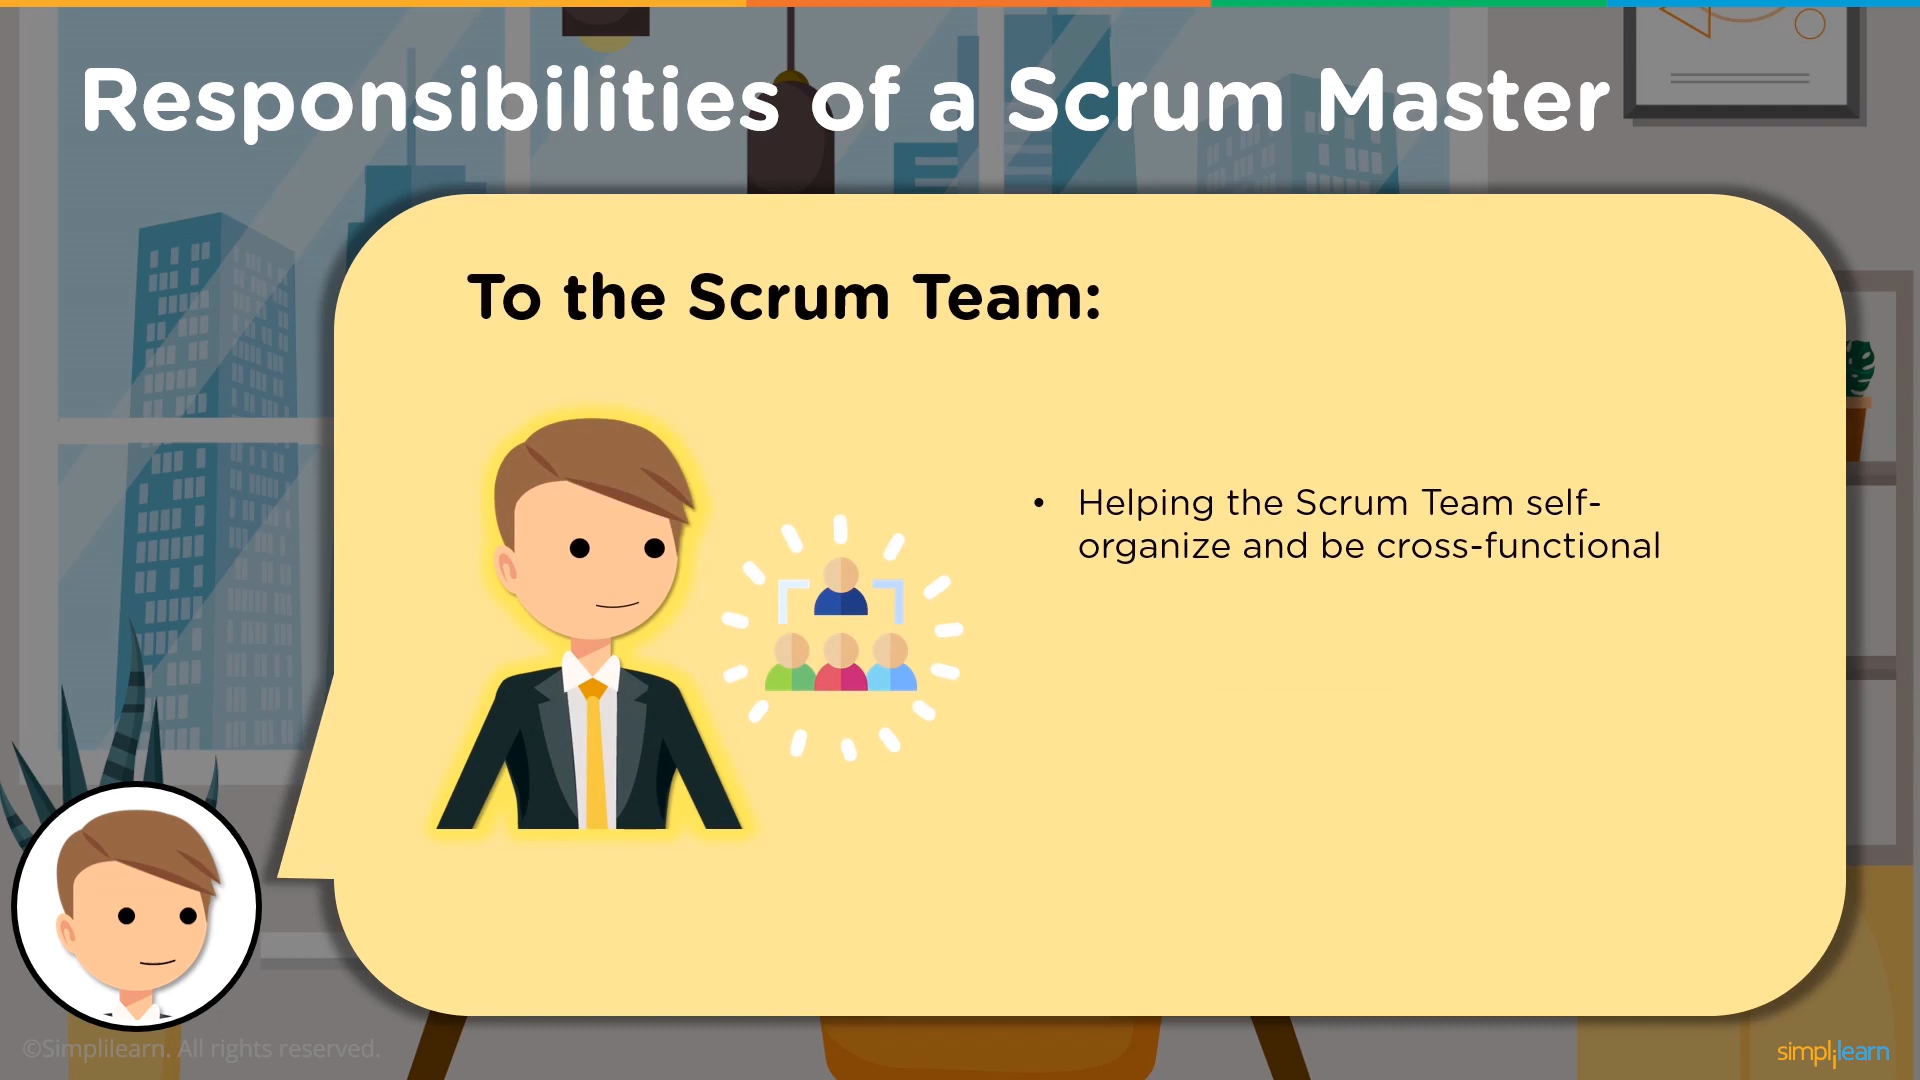 Responsibilities of a Scrum Master
To the Scrum Team:
• Helping the Scrum Team self-
organize and be cross-functional
©Simplilearn. All rights reserved.
simplilearn